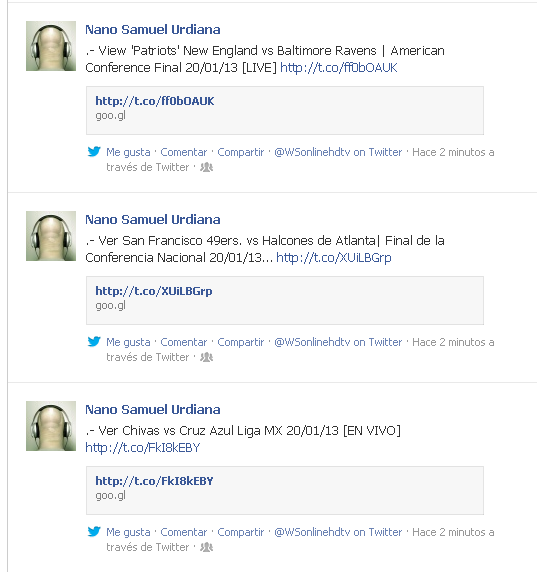 Nano Samuel Urdiana
.- View 'Patriots' New England vs Baltimore Ravens | American
Conference Final 20/01/13 [LIVE] http://t.co/ff0bOAUK
http://t.co/ff0bOAUK
goo.gl
Me gusta · Comentar · Compartir · @WSonlinehdtv on Twitter · Hace 2 minutos a
través de Twitter ·
Nano Samuel Urdiana
.- Ver San Francisco 49ers. vs Halcones de Atlanta| Final de la
Conferencia Nacional 20/01/13... http://t.co/XUiLBGrp
http://t.co/XUiLBGrp
goo.gl
Me gusta · Comentar · Compartir · @WSonlinehdtv on Twitter · Hace 2 minutos a
través de Twitter ·
Nano Samuel Urdiana
.- Ver Chivas vs Cruz Azul Liga MX 20/01/13 [EN VIVO]
http://t.co/FkI8kEBY
http://t.co/FkI8kEBY
goo.gl
Me gusta · Comentar · Compartir · @WSonlinehdtv on Twitter · Hace 2 minutos a
través de Twitter ·